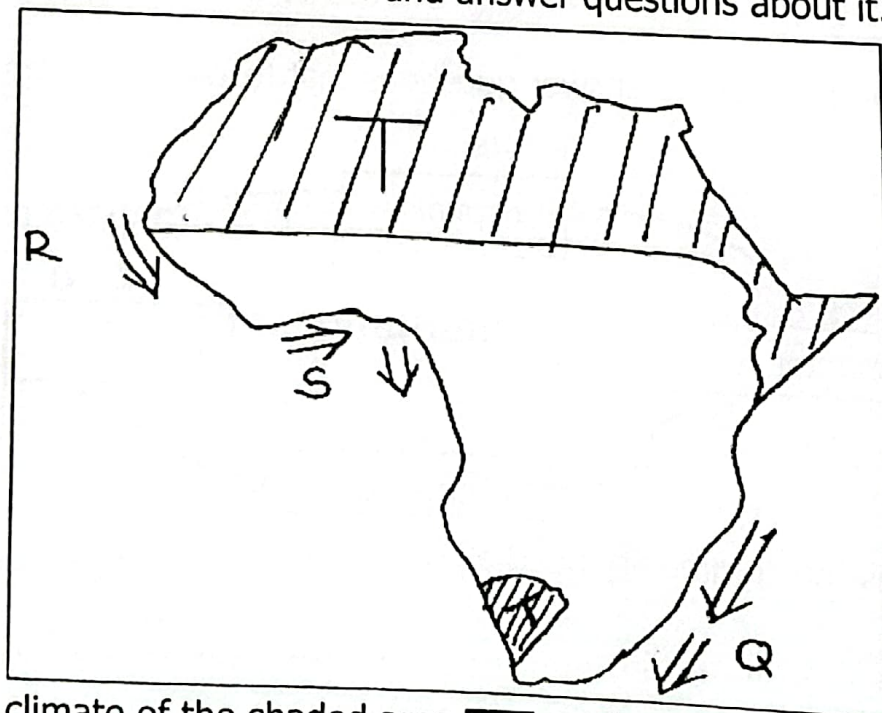 and answer questions about it.
T
R
S
Q
climate of the shaded